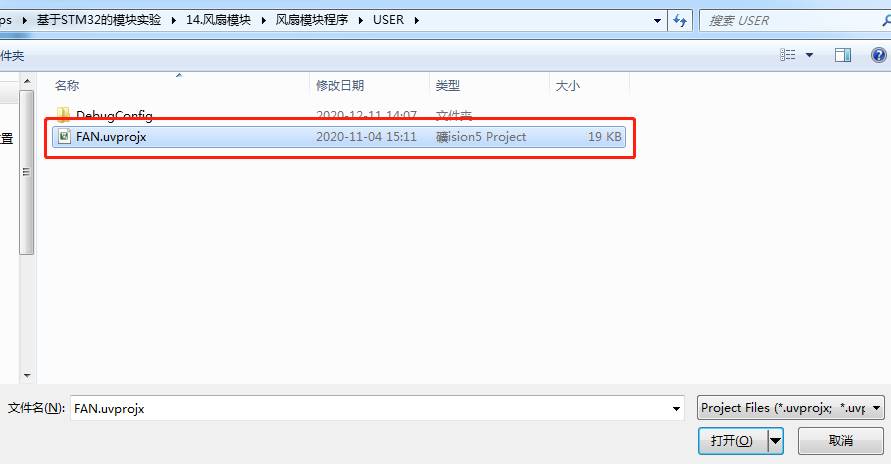 ps ▸ 基于STM32的模块实验 ▸ 14.风扇模块 ▸ 风扇模块程序 ▸ USER ▸ 搜索 USER
件夹
名称 修改日期 类型 大小
DebugConfig 2020-12-11 14:07 文件夹
置
FAN.uvprojx 2020-11-04 15:11 礦ision5 Project 19 KB
文件名(N): FAN.uvprojx Project Files (*.uvprojx; *.uvp
打开(O) 取消